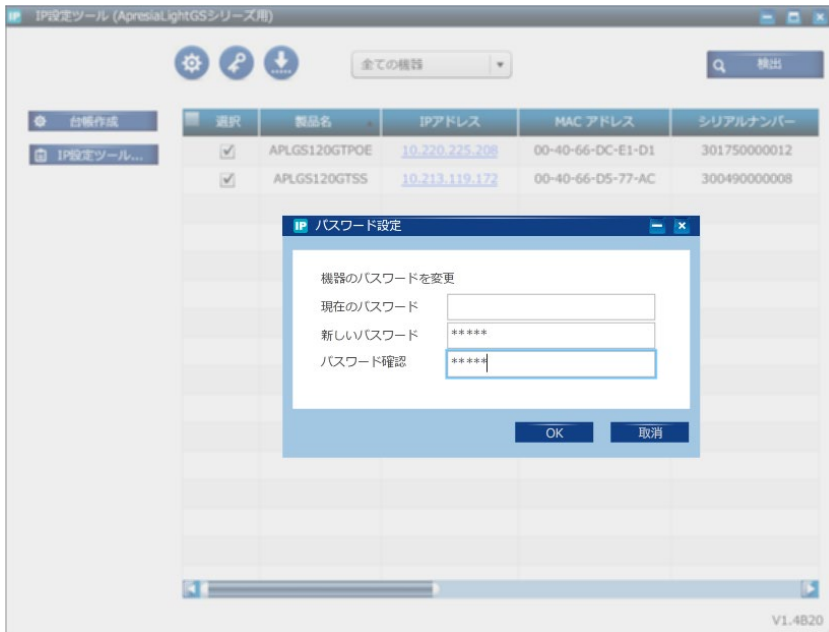 IP IP設定ツール (ApresiaLightGSシリーズ用)
全ての機器
検出
台帳作成
IP設定ツール...
選択 製品名 IPアドレス MAC アドレス シリアルナンバー
APLGS120GTPOE 10.220.225.208 00-40-66-DC-E1-D1 301750000012
APLGS120GTSS 10.213.119.172 00-40-66-D5-77-AC 300490000008
IP パスワード設定
機器のパスワードを変更
現在のパスワード
新しいパスワード *****
パスワード確認 *****
OK 取消
V1.4B20